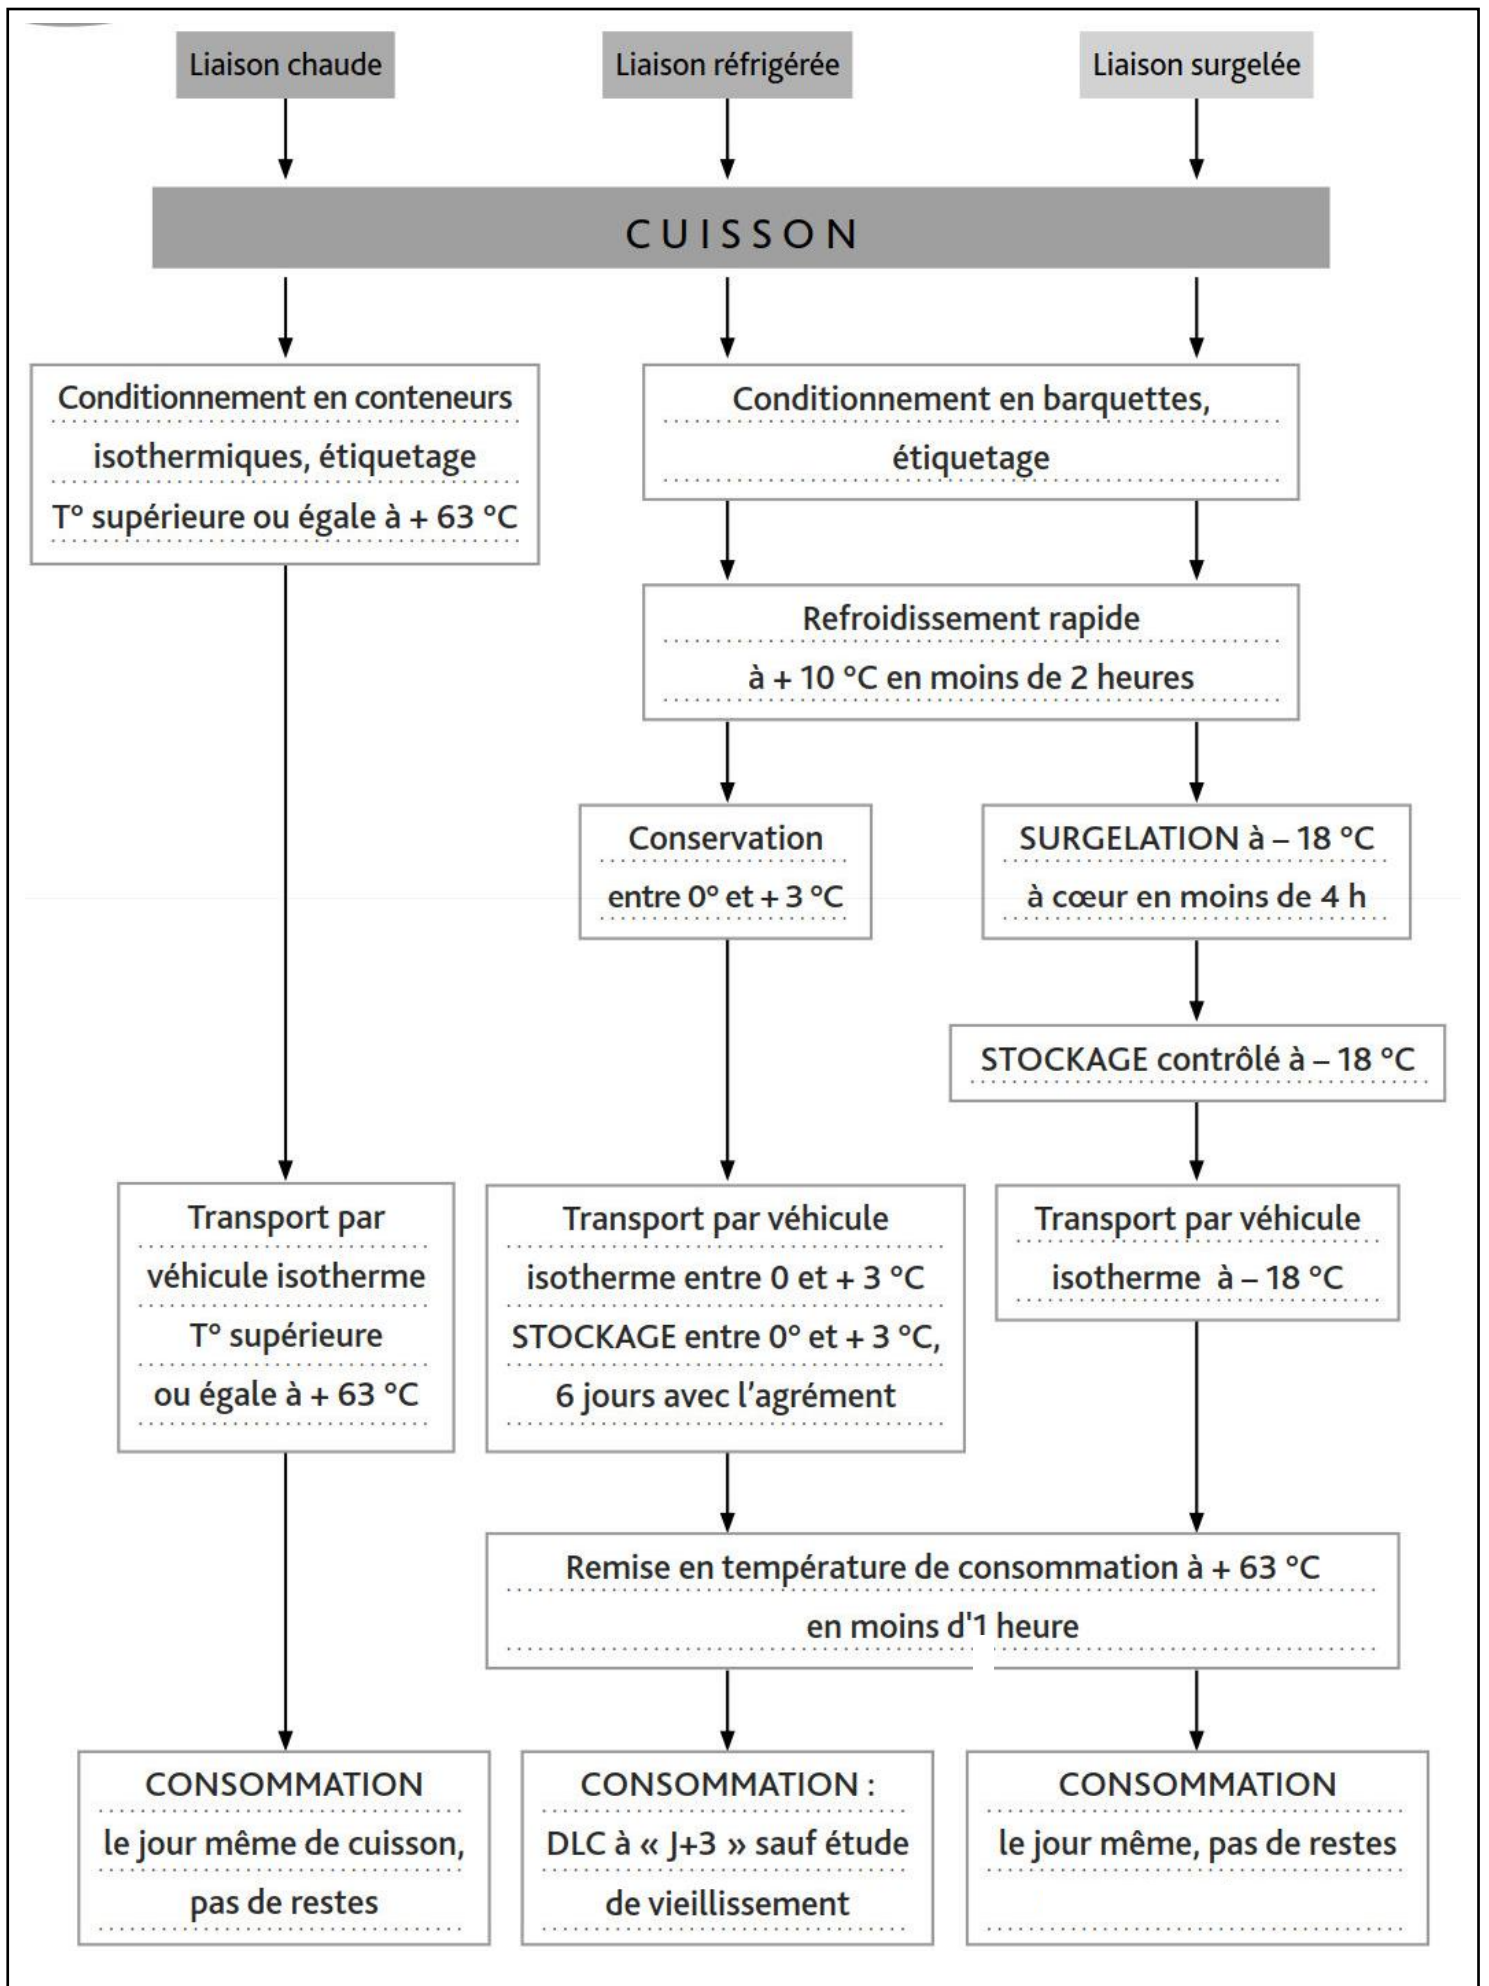 Liaison chaude
Liaison réfrigérée
Liaison surgelée
CUISSON
Conditionnement en conteneurs
isothermiques, étiquetage
T° supérieure ou égale à + 63 °C
Conditionnement en barquettes,
étiquetage
Refroidissement rapide
à + 10 °C en moins de 2 heures
Conservation
entre 0° et + 3 °C
SURGELATION à – 18 °C
à cœur en moins de 4 h
STOCKAGE contrôlé à – 18 °C
Transport par
véhicule isotherme
T° supérieure
ou égale à + 63 °C
Transport par véhicule
isotherme entre 0 et + 3 °C
STOCKAGE entre 0° et + 3 °C,
6 jours avec l'agrément
Transport par véhicule
isotherme à – 18 °C
Remise en température de consommation à + 63 °C
en moins d'1 heure
CONSOMMATION
le jour même de cuisson,
pas de restes
CONSOMMATION :
DLC à « J+3 » sauf étude
de vieillissement
CONSOMMATION
le jour même, pas de restes